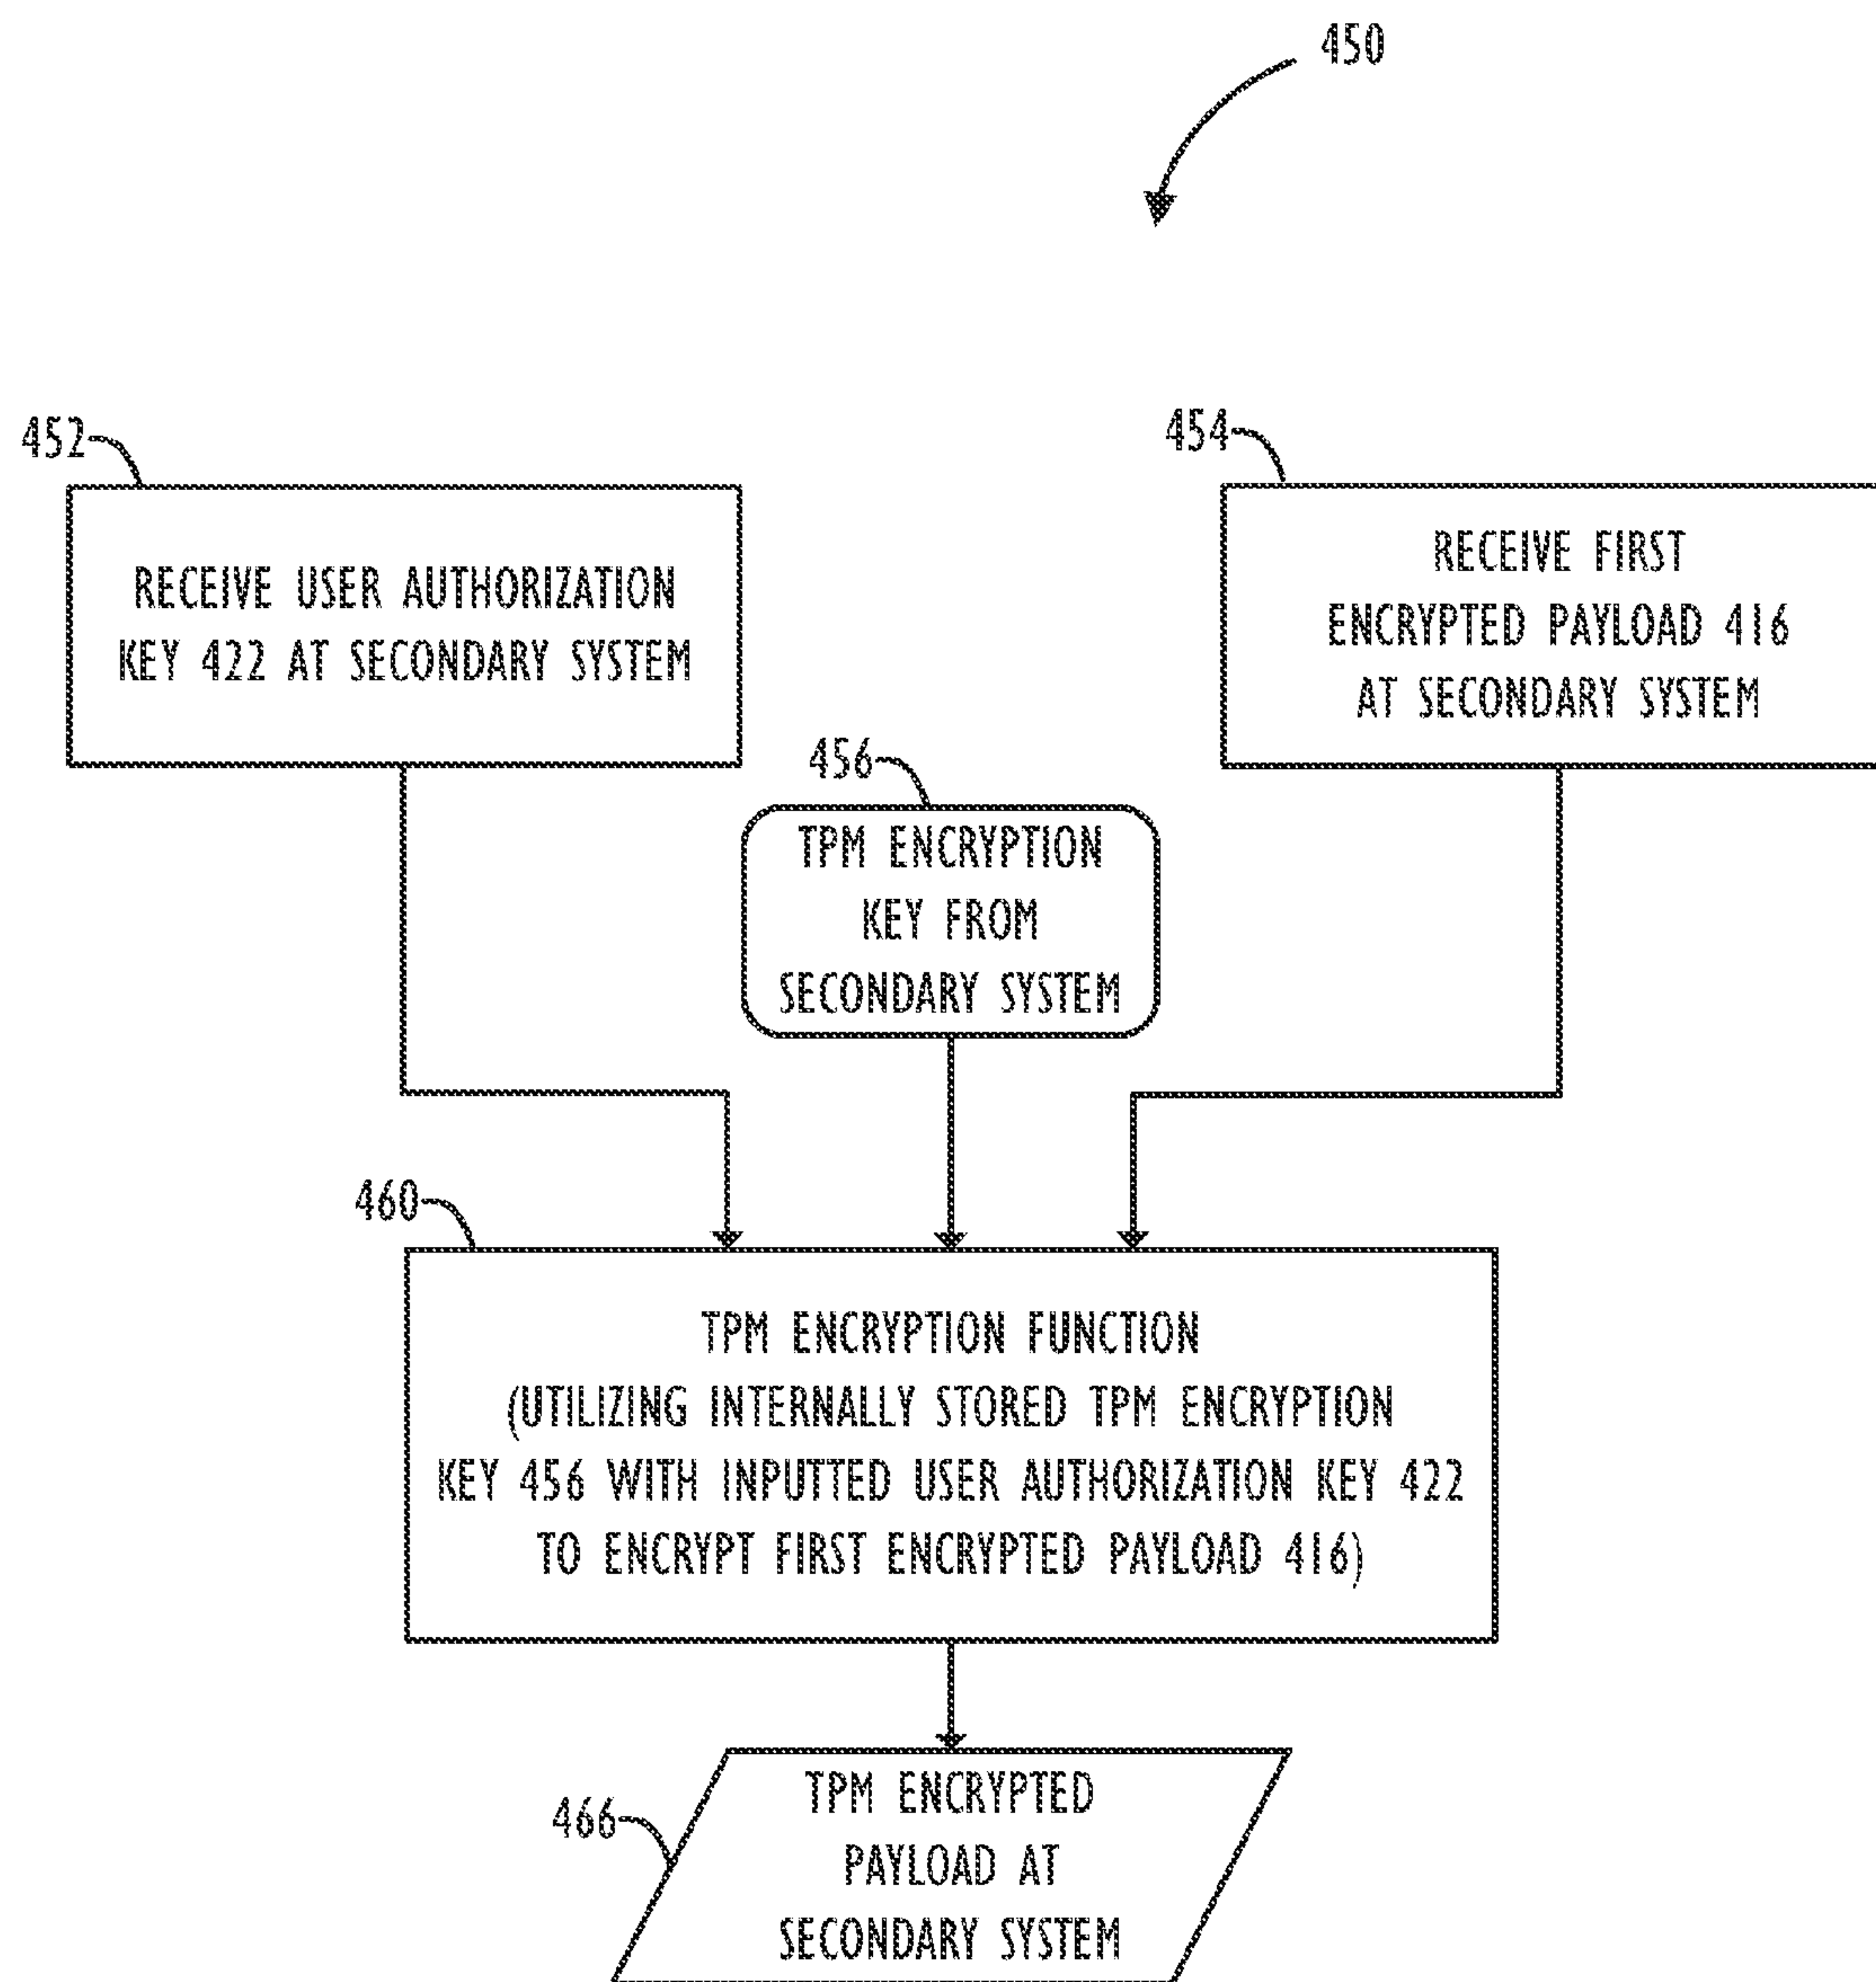 450
452
RECEIVE USER AUTHORIZATION
KEY 422 AT SECONDARY SYSTEM
454
RECEIVE FIRST
ENCRYPTED PAYLOAD 416
AT SECONDARY SYSTEM
456
TPM ENCRYPTION
KEY FROM
SECONDARY SYSTEM
460
TPM ENCRYPTION FUNCTION
(UTILIZING INTERNALLY STORED TPM ENCRYPTION
KEY 456 WITH INPUTTED USER AUTHORIZATION KEY 422
TO ENCRYPT FIRST ENCRYPTED PAYLOAD 416)
466
TPM ENCRYPTED
PAYLOAD AT
SECONDARY SYSTEM